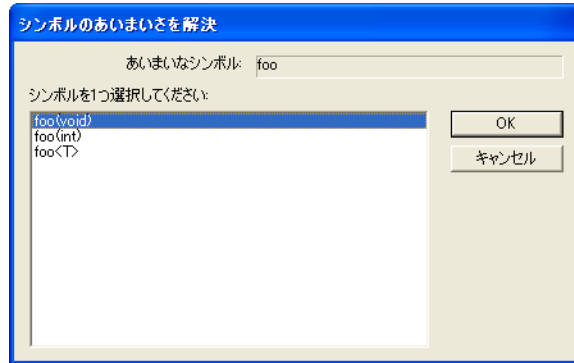 シンボルのあいまいさを解決
あいまいなシンボル: foo
シンボルを1つ選択してください:
foo(void)
foo(int)
foo<T>
OK
キャンセル